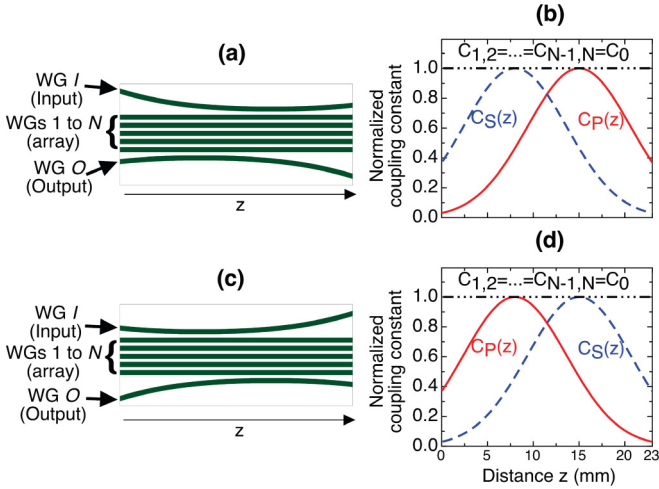 (a)
WG I
(Input)
WGs 1 to N
(array)
WG O
(Output)
z
(b)
C1,2=...=CN-1,N=C0
1.0
0.8
0.6
0.4
0.2
0.0
Normalized
coupling constant
CS(z)
CP(z)
(c)
WG I
(Input)
WGs 1 to N
(array)
WG O
(Output)
z
(d)
C1,2=...=CN-1,N=C0
1.0
0.8
0.6
0.4
0.2
0.0
Normalized
coupling constant
CP(z)
CS(z)
0 5 10 15 20 23
Distance z (mm)